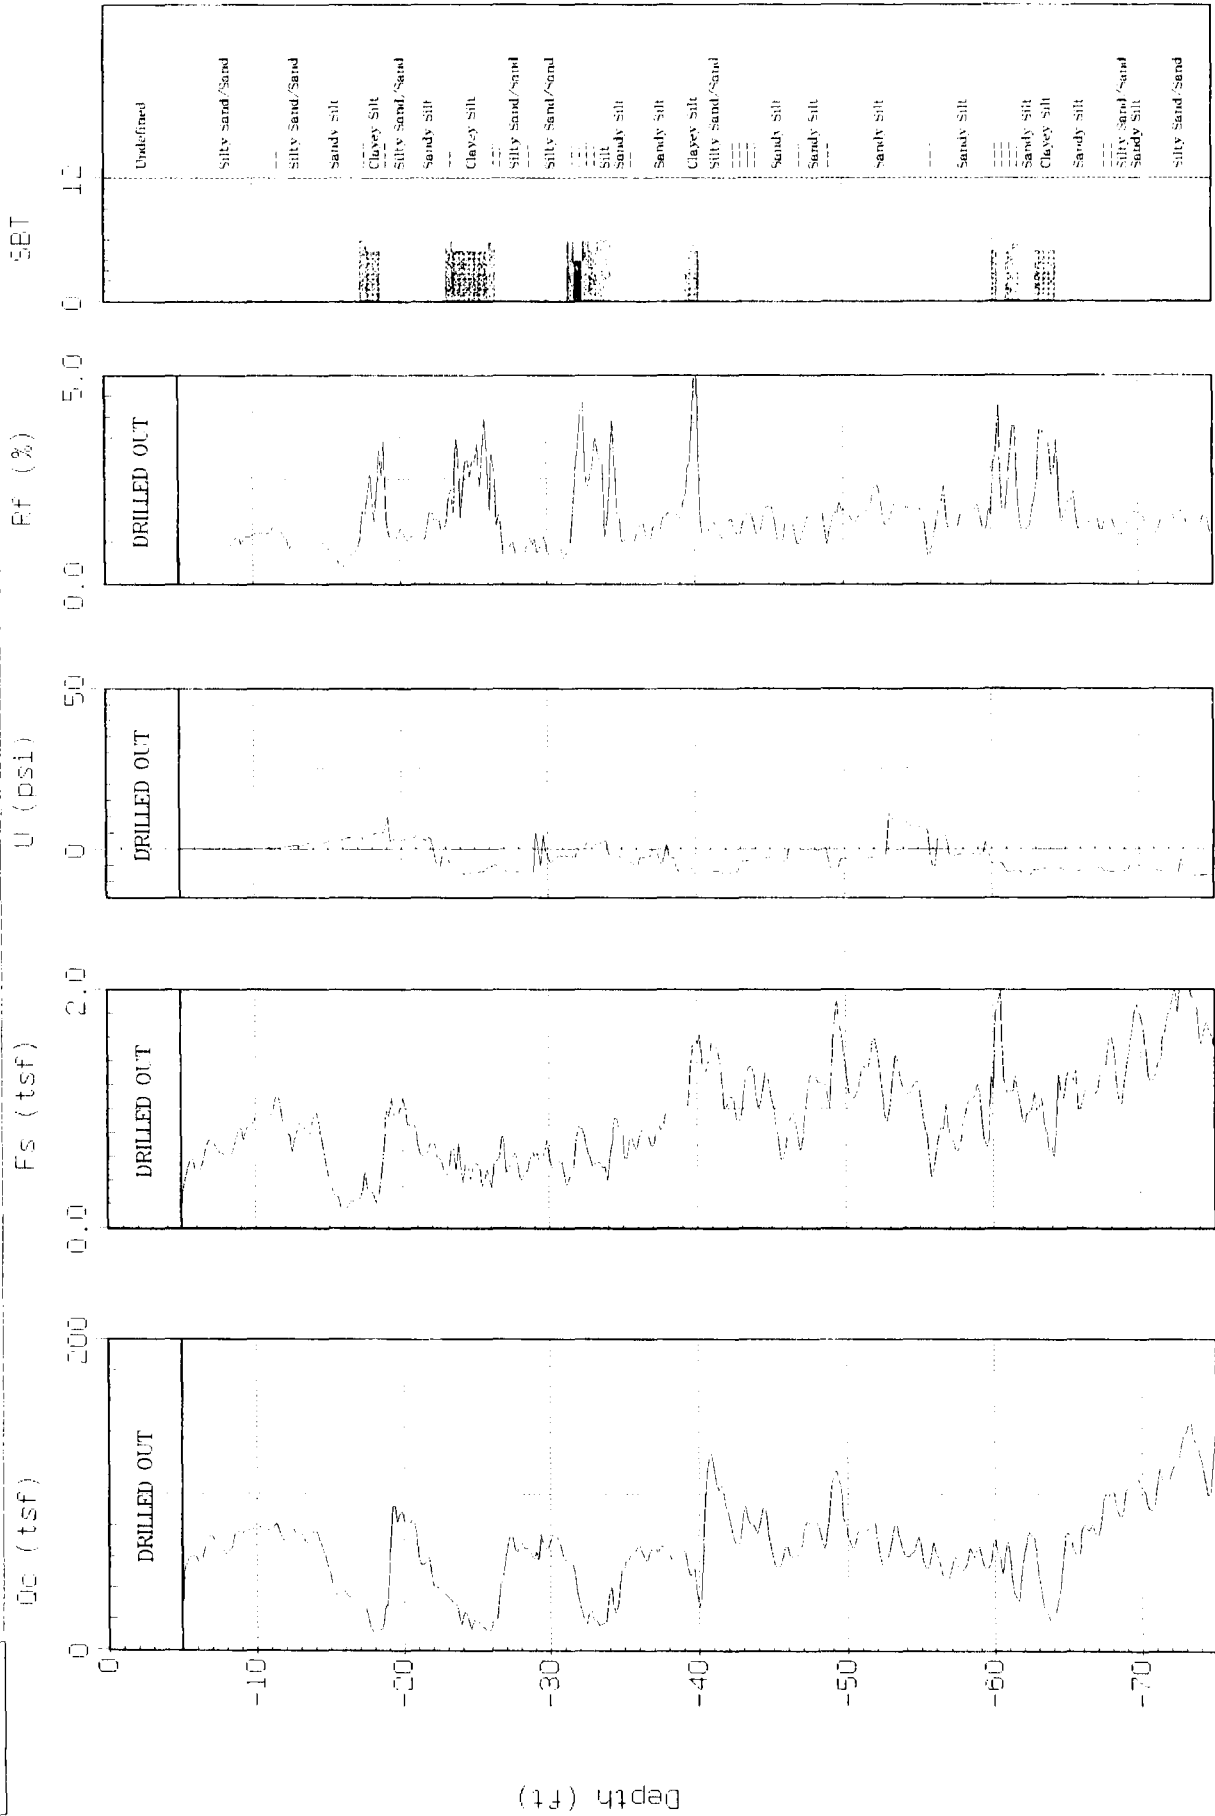 Qc (tsf)
Fs (tsf)
U (psi)
Rf (%)
SBT
0
200
0.0
2.0
0
50
0.0
5.0
0
12
Depth (ft)
0
-10
-20
-30
-40
-50
-60
-70
DRILLED OUT
DRILLED OUT
DRILLED OUT
DRILLED OUT
Undefined
Silty Sand/Sand
Silty Sand/Sand
Sandy Silt
Clayey Silt
Silty Sand/Sand
Sandy Silt
Clayey Silt
Silty Sand/Sand
Silty Sand/Sand
Silt
Sandy Silt
Sandy Silt
Clayey Silt
Silty Sand/Sand
Sandy Silt
Sandy Silt
Sandy Silt
Sandy Silt
Sandy Silt
Clayey Silt
Sandy Silt
Silty Sand/Sand
Sandy Silt
Silty Sand/Sand